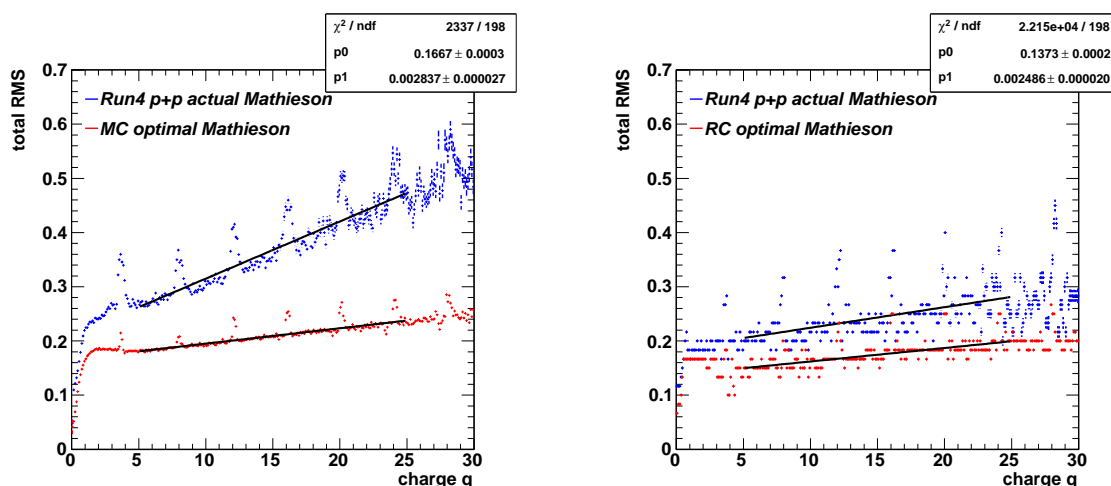 χ² / ndf 2337 / 198
p0 0.1667 ± 0.0003
p1 0.002837 ± 0.000027
total RMS
0.7
0.6
0.5
0.4
0.3
0.2
0.1
0
Run4 p+p actual Mathieson
MC optimal Mathieson
0 5 10 15 20 25 30
charge q
χ² / ndf 2.215e+04 / 198
p0 0.1373 ± 0.0002
p1 0.002486 ± 0.000020
total RMS
0.7
0.6
0.5
0.4
0.3
0.2
0.1
0
Run4 p+p actual Mathieson
RC optimal Mathieson
0 5 10 15 20 25 30
charge q